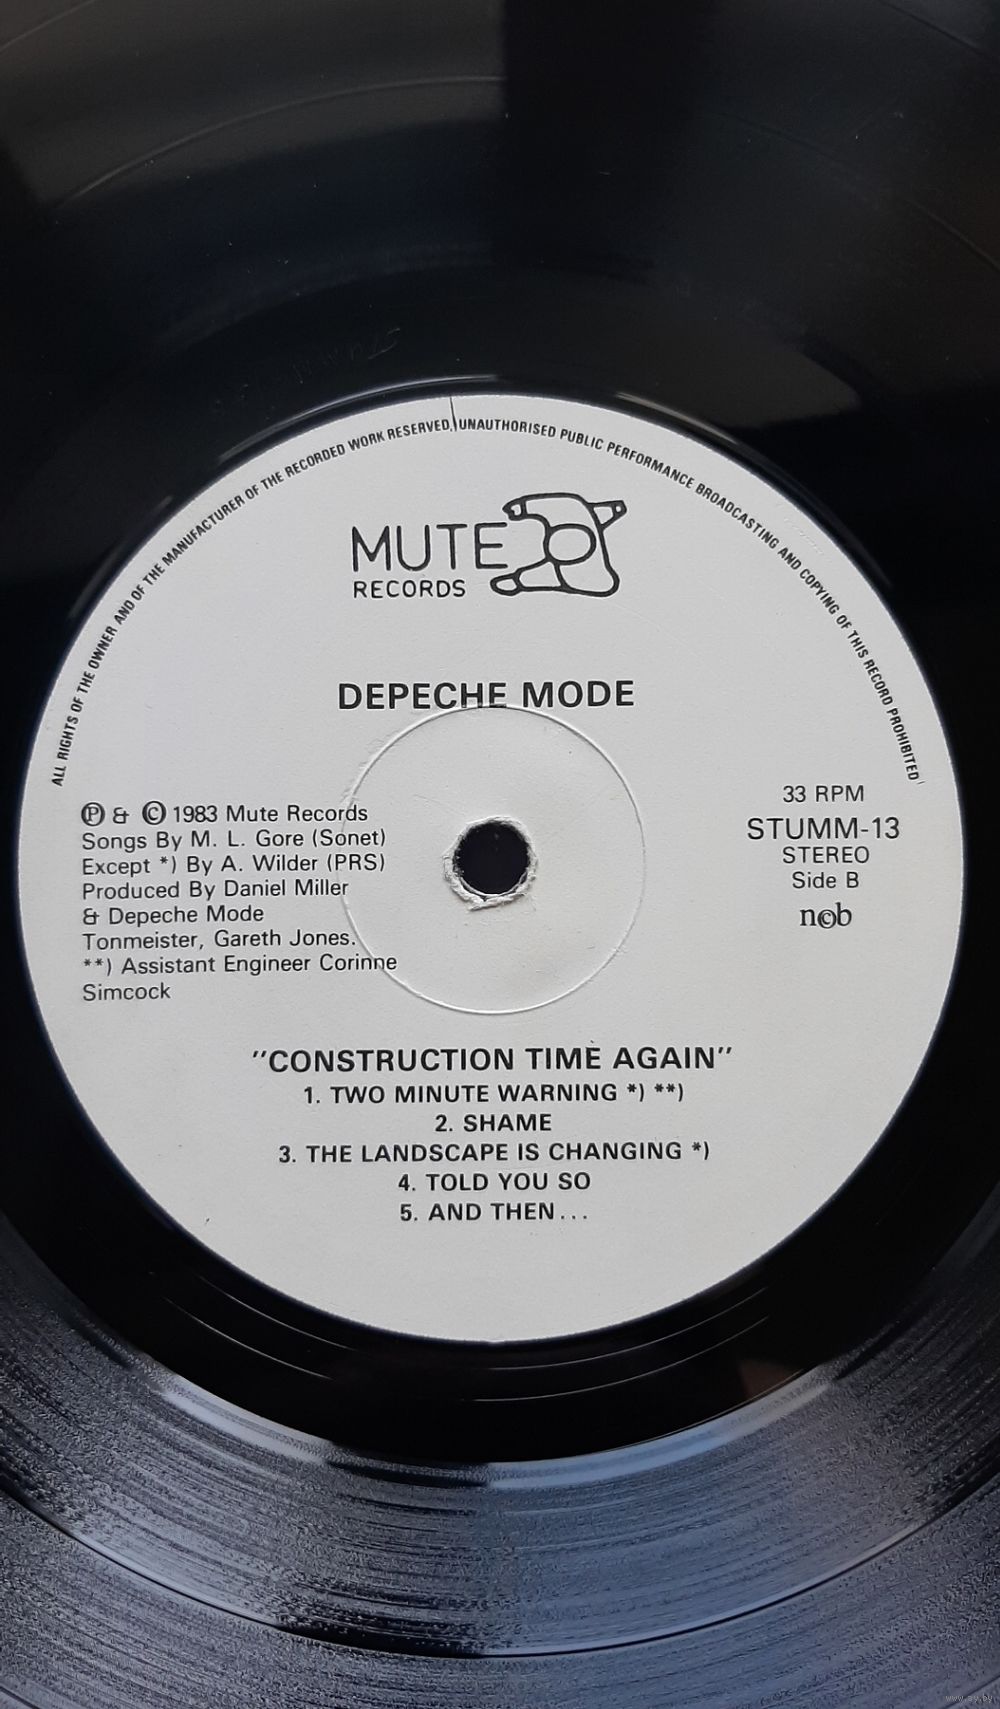 ALL RIGHTS OF THE OWNER AND OF THE MANUFACTURER OF THE RECORDED WORK RESERVED. UNAUTHORISED PUBLIC PERFORMANCE BROADCASTING AND COPYING OF THIS RECORD PROHIBITED
MUTE
RECORDS
DEPECHE MODE
℗ & © 1983 Mute Records
Songs By M. L. Gore (Sonet)
Except *) By A. Wilder (PRS)
Produced By Daniel Miller
& Depeche Mode
Tonmeister, Gareth Jones.
**) Assistant Engineer Corinne
Simcock
33 RPM
STUMM-13
STEREO
Side B
n©b
"CONSTRUCTION TIME AGAIN"
1. TWO MINUTE WARNING *) **)
2. SHAME
3. THE LANDSCAPE IS CHANGING *)
4. TOLD YOU SO
5. AND THEN...
www.ay.by